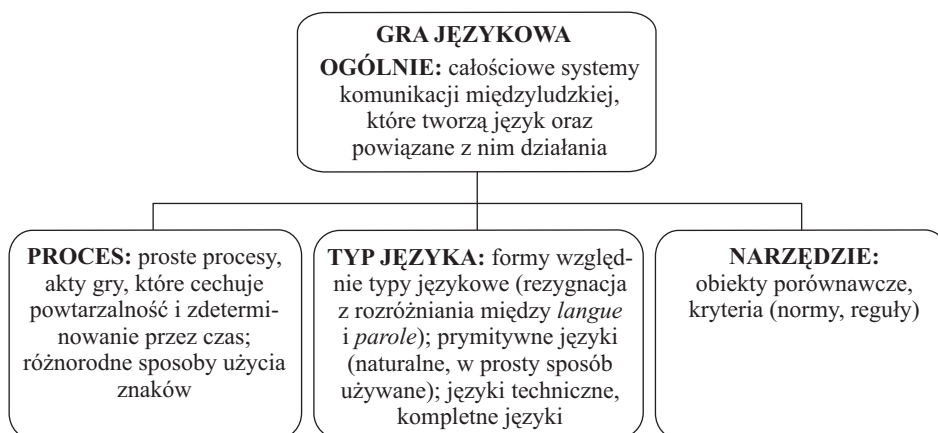 GRA JĘZYKOWA
OGÓLNIE: całościowe systemy
komunikacji międzyludzkiej,
które tworzą język oraz
powiązane z nim działania
PROCES: proste procesy,
akty gry, które cechuje
powtarzalność i zdetermi-
nowanie przez czas;
różnorodne sposoby użycia
znaków
TYP JĘZYKA: formy względ-
nie typy językowe (rezygnacja
z rozróżniania między langue
i parole); prymitywne języki
(naturalne, w prosty sposób
używane); języki techniczne,
kompletne języki
NARZĘDZIE:
obiekty porównawcze,
kryteria (normy, reguły)